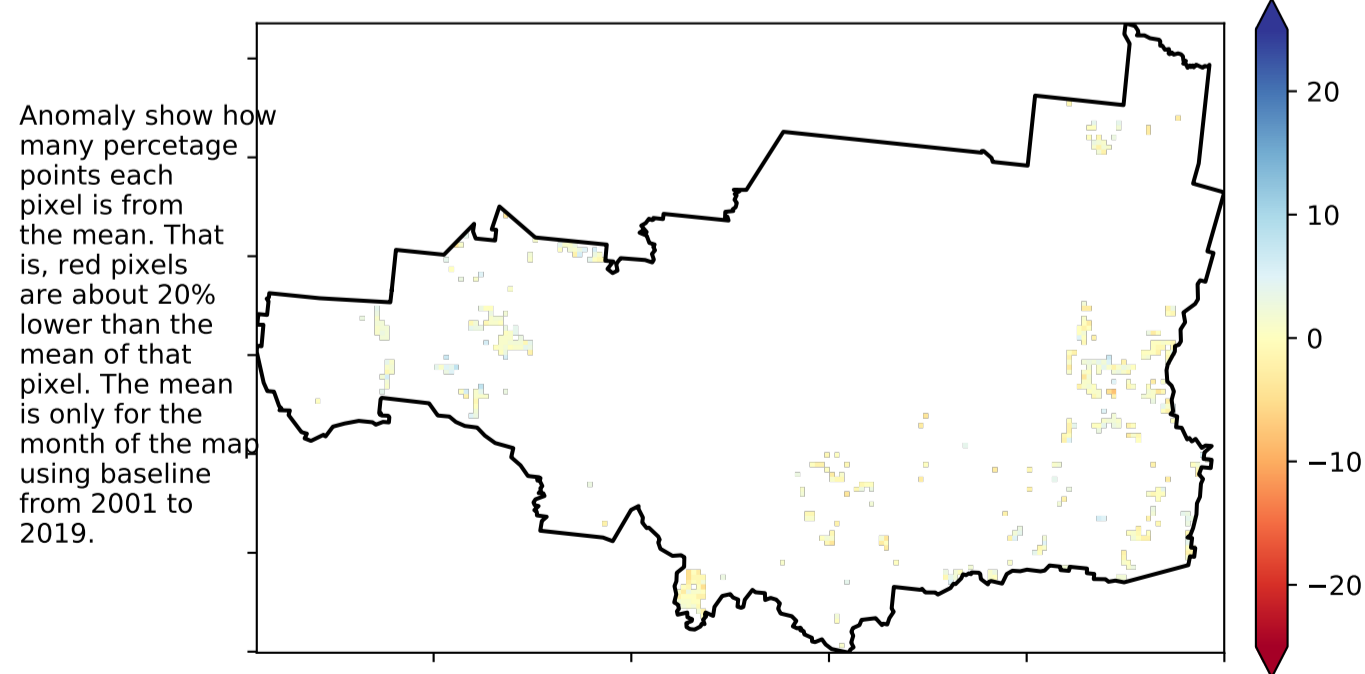 Anomaly show how
many percetage
points each
pixel is from
the mean. That
is, red pixels
are about 20%
lower than the
mean of that
pixel. The mean
is only for the
month of the map
using baseline
from 2001 to
2019.
20
10
0
−10
−20